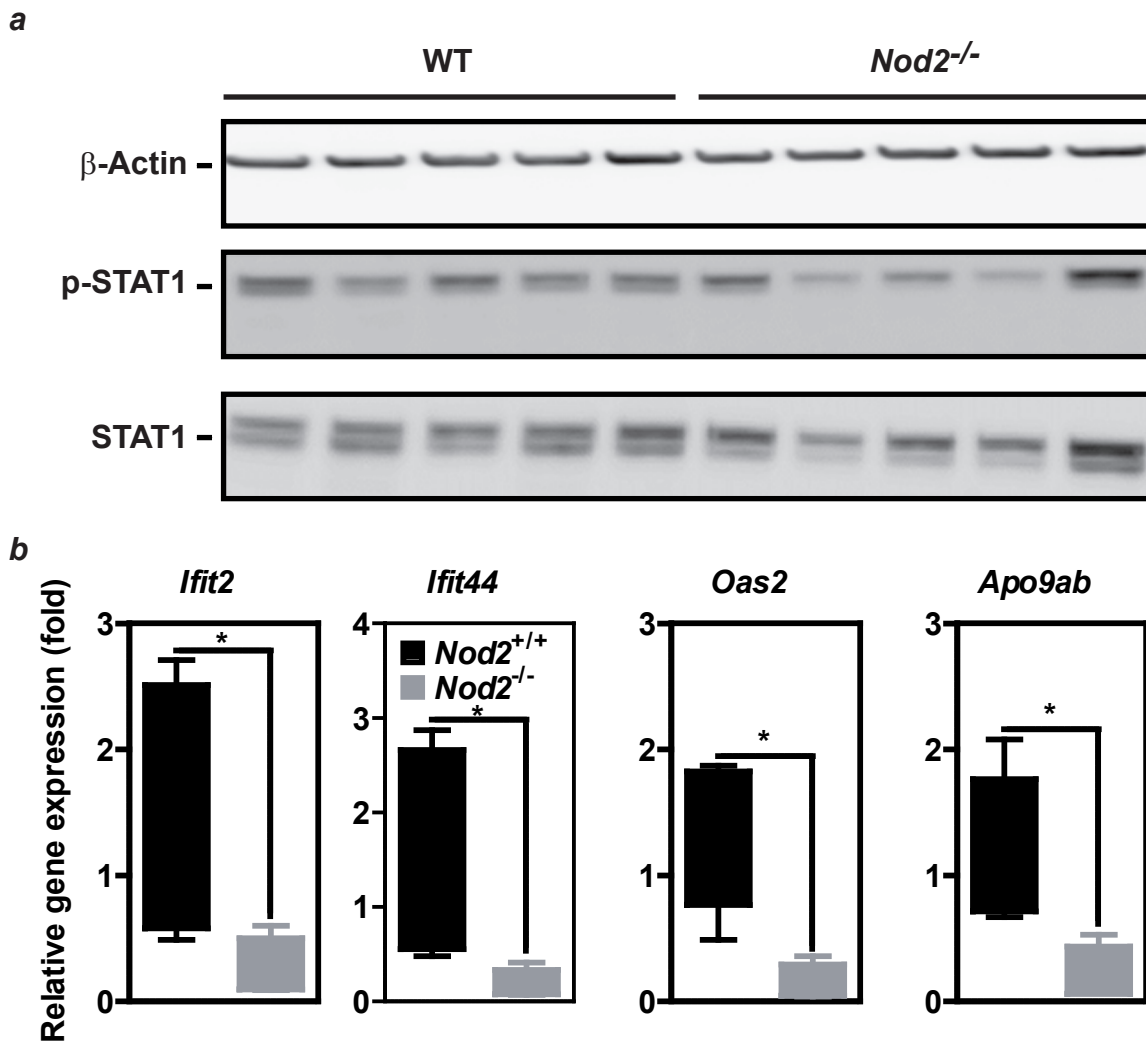 a
WT Nod2-/-
β-Actin
p-STAT1
STAT1
b
Relative gene expression (fold)
Ifit2 Ifit44 Oas2 Apo9ab
3 4 3 3
* Nod2+/+
Nod2-/-
* * *
3
2 2 2
2
1 1 1
1
0 0 0 0